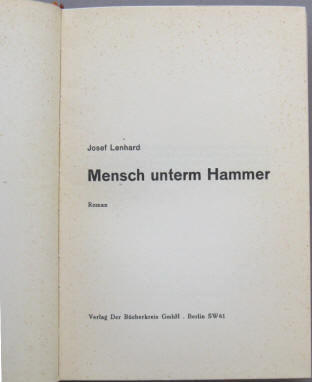 Josef Lenhard
Mensch unterm Hammer
Roman
Verlag Der Bücherkreis GmbH . Berlin SW61